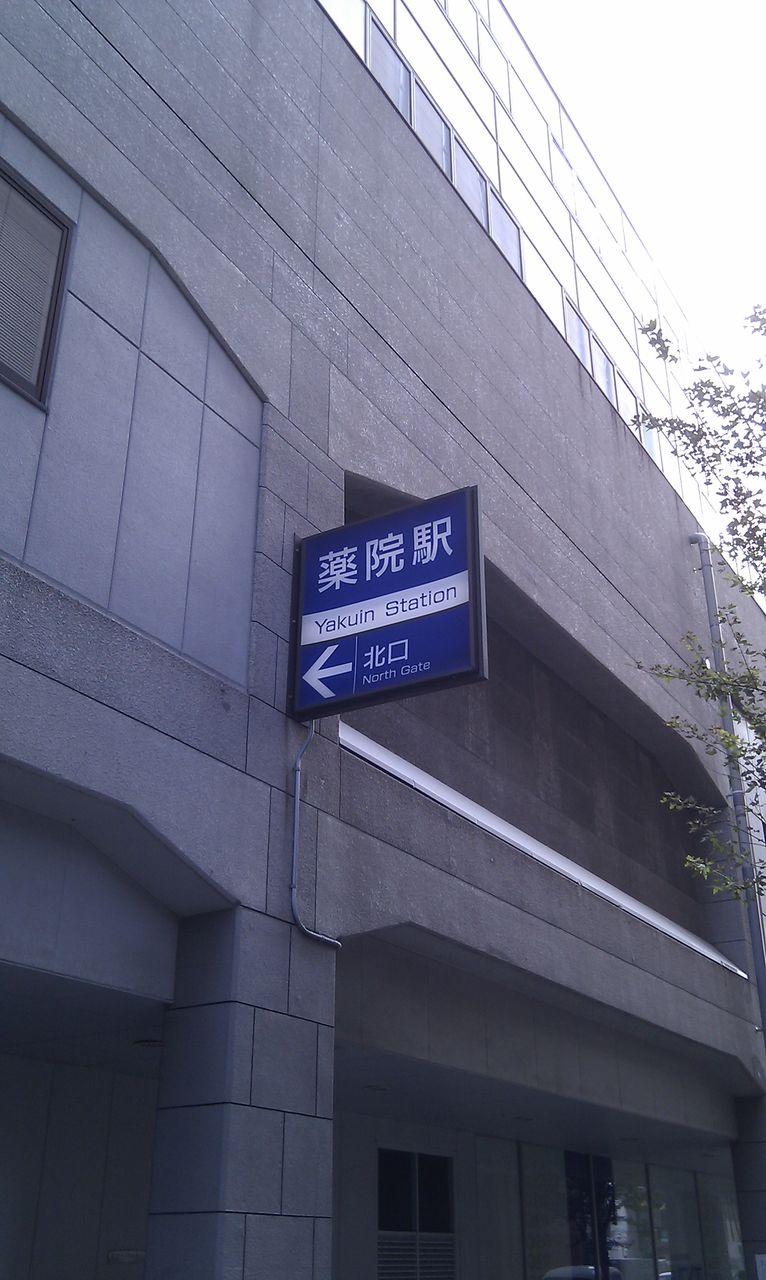 薬院駅
Yakuin Station
北口
North Gate